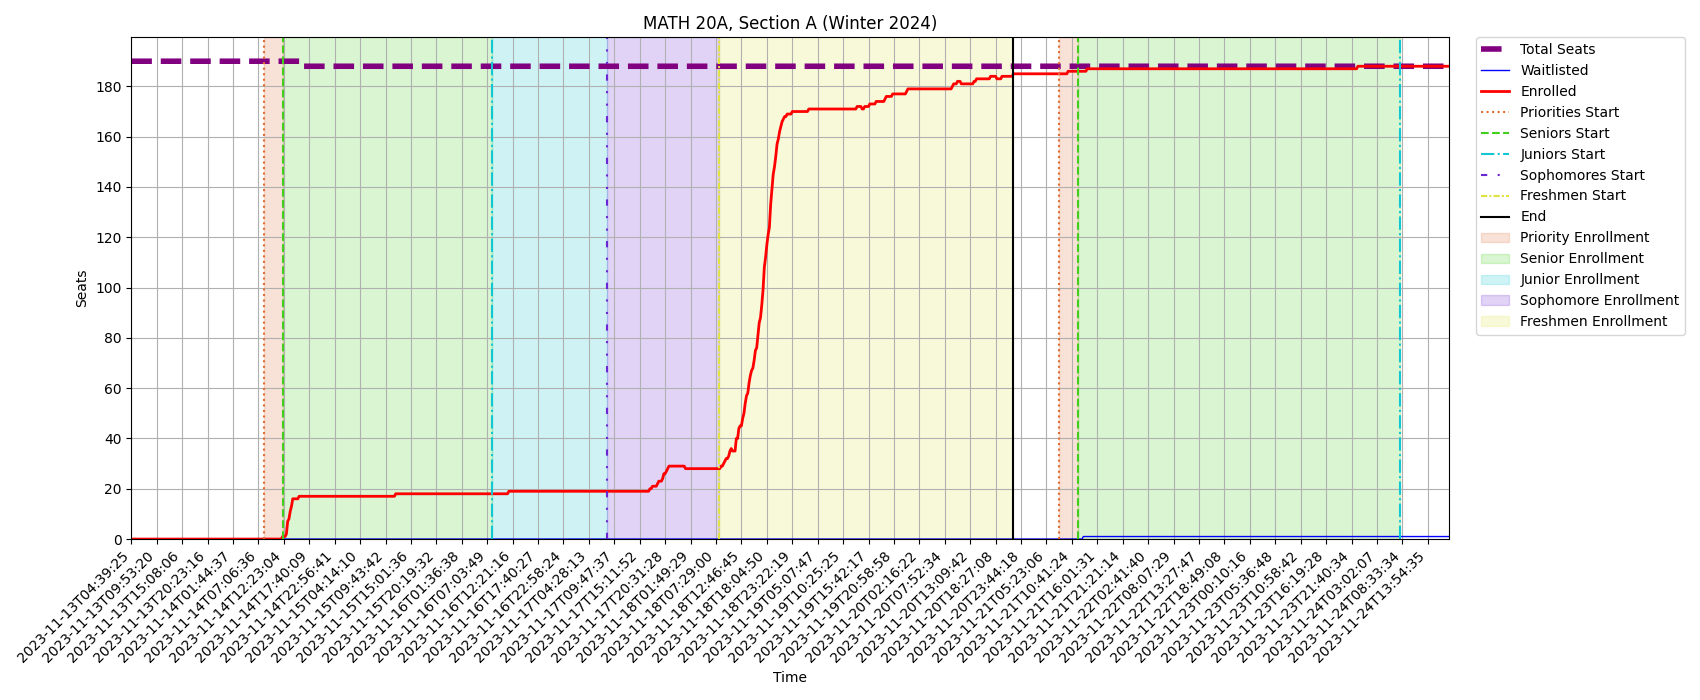 MATH 20A, Section A (Winter 2024)
Seats
180
160
140
120
100
80
60
40
20
0
2023-11-13T04:39:25
2023-11-13T09:53:20
2023-11-13T15:08:06
2023-11-13T20:23:16
2023-11-14T01:44:37
2023-11-14T07:06:36
2023-11-14T12:23:04
2023-11-14T17:40:09
2023-11-14T22:56:41
2023-11-15T04:14:10
2023-11-15T09:43:42
2023-11-15T15:01:36
2023-11-15T20:19:32
2023-11-16T01:36:38
2023-11-16T07:03:49
2023-11-16T12:21:16
2023-11-16T17:40:27
2023-11-16T22:58:24
2023-11-17T04:28:13
2023-11-17T09:47:37
2023-11-17T15:11:52
2023-11-17T20:31:28
2023-11-18T01:49:29
2023-11-18T07:29:00
2023-11-18T12:46:45
2023-11-18T18:04:50
2023-11-18T23:22:19
2023-11-19T05:07:47
2023-11-19T10:25:25
2023-11-19T15:42:17
2023-11-19T20:58:58
2023-11-20T02:16:22
2023-11-20T07:52:34
2023-11-20T13:09:42
2023-11-20T18:27:08
2023-11-20T23:44:18
2023-11-21T05:23:06
2023-11-21T10:41:24
2023-11-21T16:01:31
2023-11-21T21:21:14
2023-11-22T02:41:40
2023-11-22T08:07:29
2023-11-22T13:27:47
2023-11-22T18:49:08
2023-11-23T00:10:16
2023-11-23T05:36:48
2023-11-23T10:58:42
2023-11-23T16:19:28
2023-11-23T21:40:34
2023-11-24T03:02:07
2023-11-24T08:33:34
2023-11-24T13:54:35
Time
Total Seats
Waitlisted
Enrolled
Priorities Start
Seniors Start
Juniors Start
Sophomores Start
Freshmen Start
End
Priority Enrollment
Senior Enrollment
Junior Enrollment
Sophomore Enrollment
Freshmen Enrollment